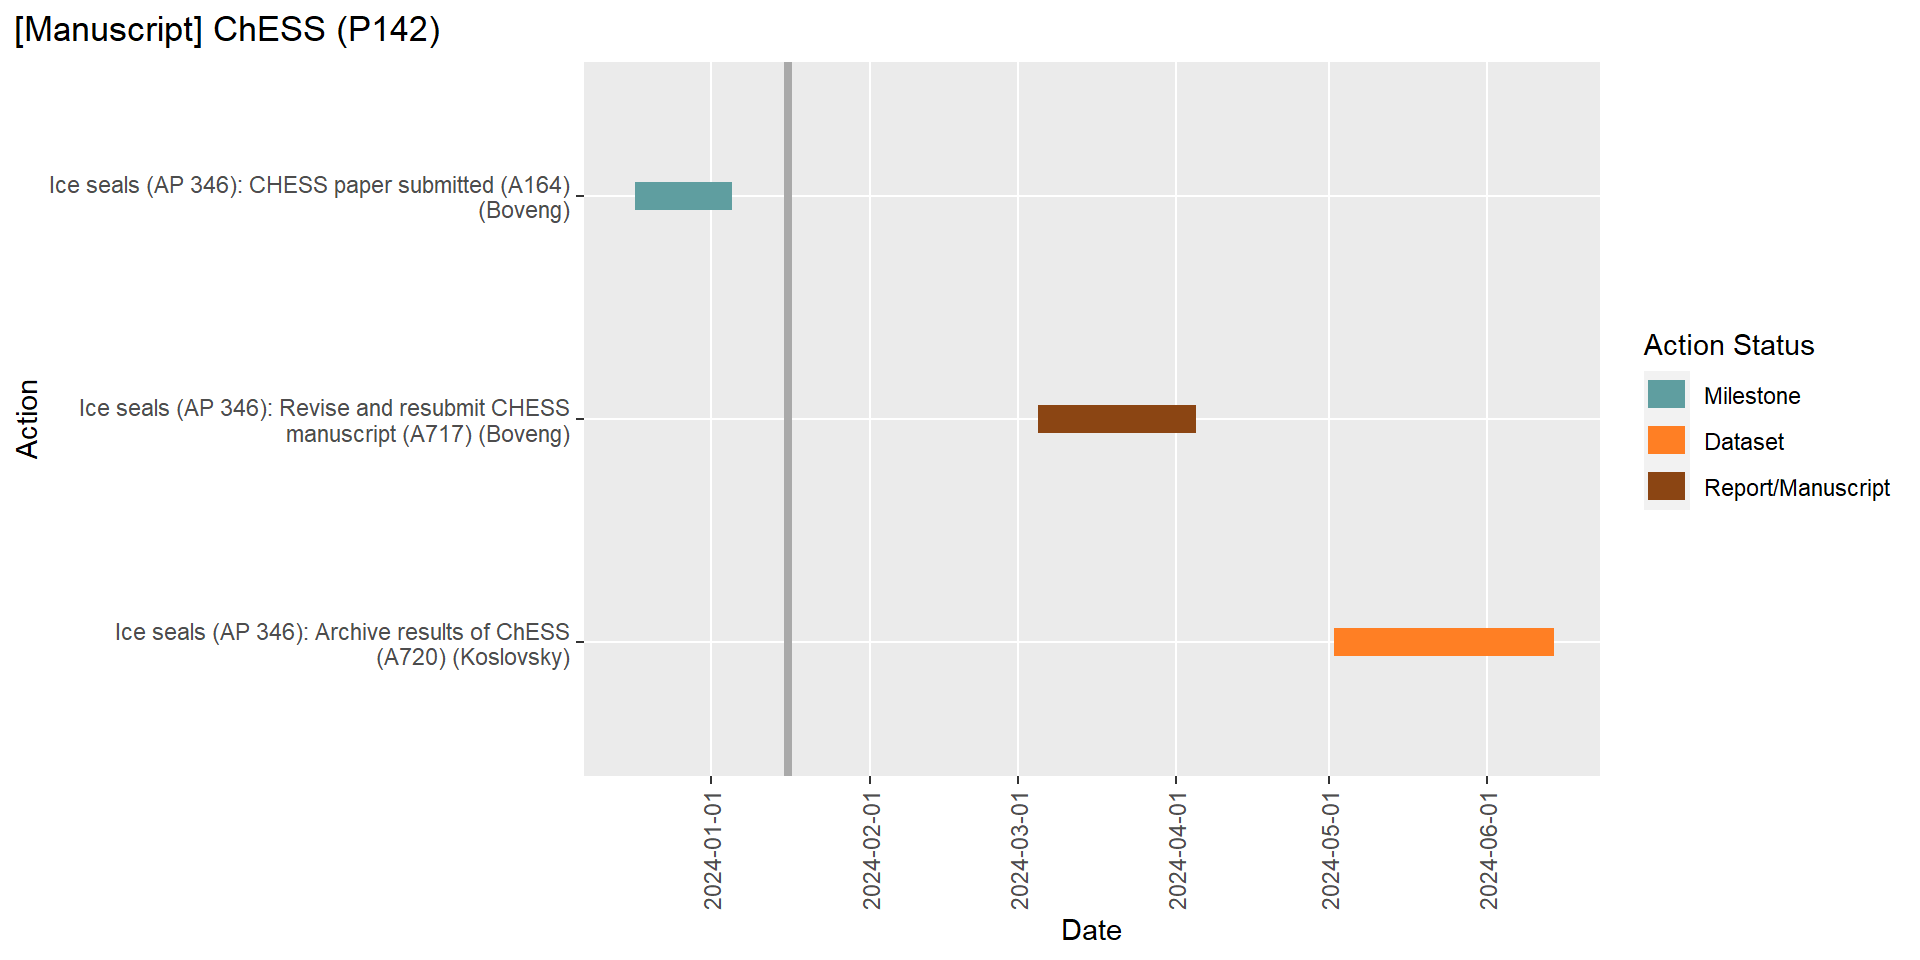 [Manuscript] ChESS (P142)
Ice seals (AP 346): CHESS paper submitted (A164)
(Boveng)
Ice seals (AP 346): Revise and resubmit CHESS
manuscript (A717) (Boveng)
Ice seals (AP 346): Archive results of ChESS
(A720) (Koslovsky)
Action
2024-01-01
2024-02-01
2024-03-01
2024-04-01
2024-05-01
2024-06-01
Date
Action Status
Milestone
Dataset
Report/Manuscript